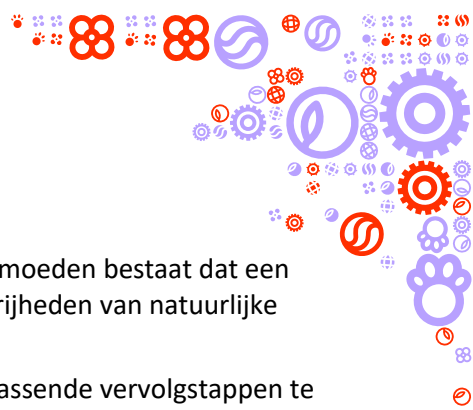 moeden bestaat dat een
rijheden van natuurlijke
assende vervolgstappen te